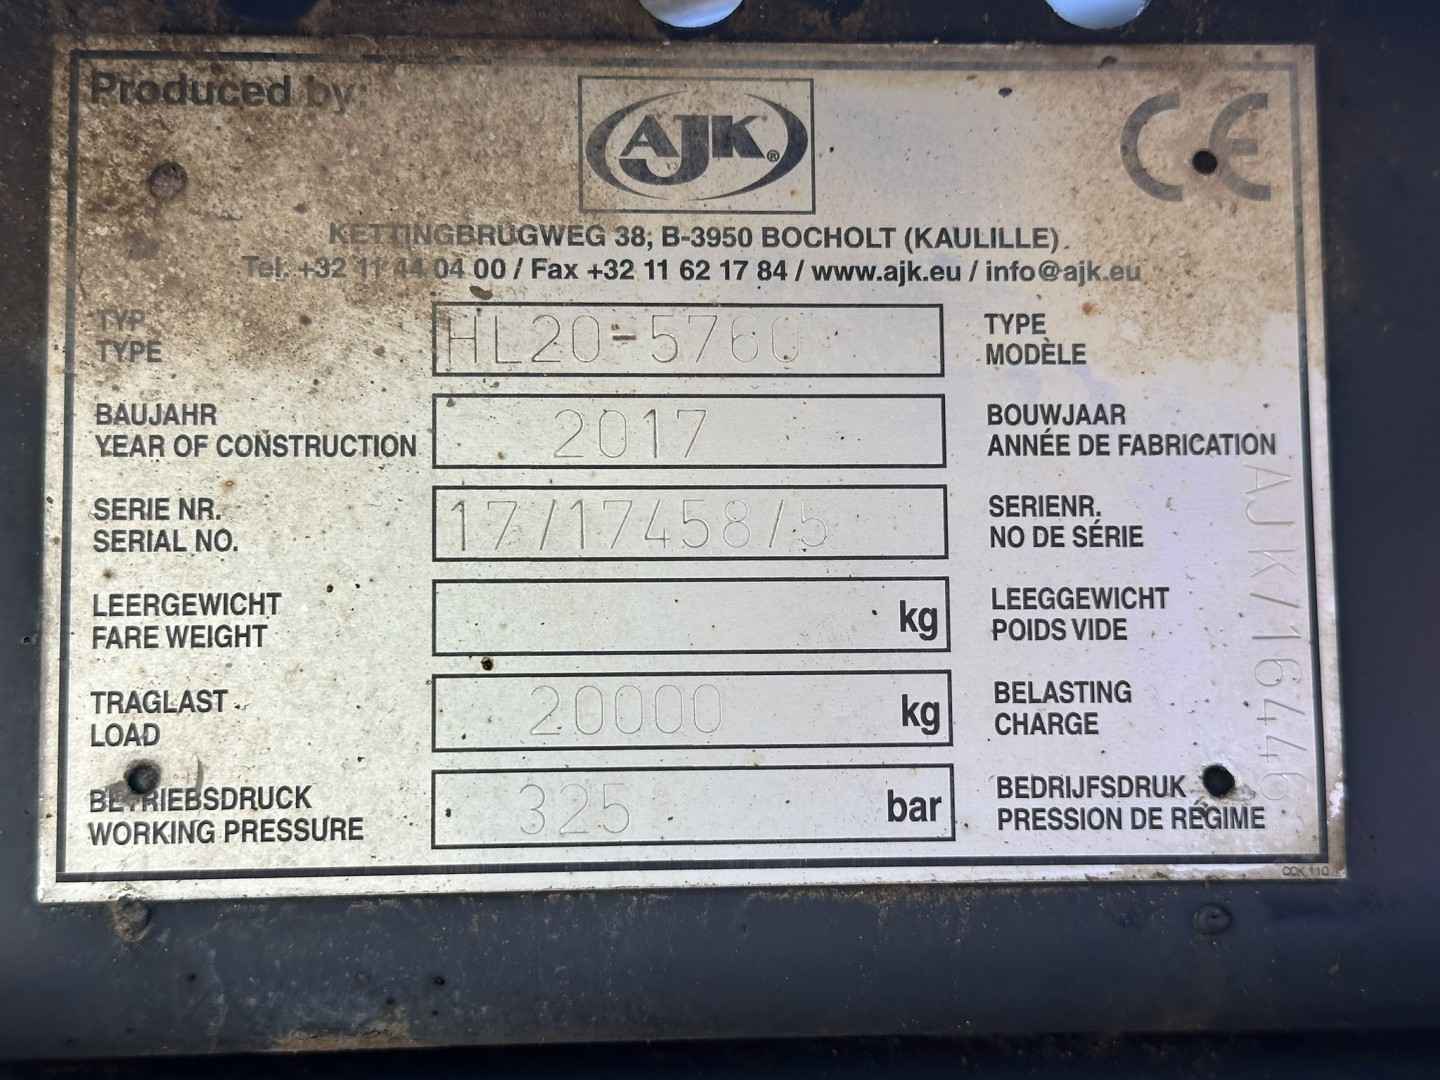 Produced by:
AJK®
CE
KETTINGBRUGWEG 38, B-3950 BOCHOLT (KAULILLE)
Tel. +32 11 44 04 00 / Fax +32 11 62 17 84 / www.ajk.eu / info@ajk.eu
TYP
TYPE
HL20-5760
TYPE
MODÈLE
BAUJAHR
YEAR OF CONSTRUCTION
2017
BOUWJAAR
ANNÉE DE FABRICATION
SERIE NR.
SERIAL NO.
17/17458/5
SERIENR.
NO DE SÉRIE
LEERGEWICHT
FARE WEIGHT
kg
LEEGGEWICHT
POIDS VIDE
TRAGLAST
LOAD
20000 kg
BELASTING
CHARGE
BETRIEBSDRUCK
WORKING PRESSURE
325 bar
BEDRIJFSDRUK
PRESSION DE RÉGIME